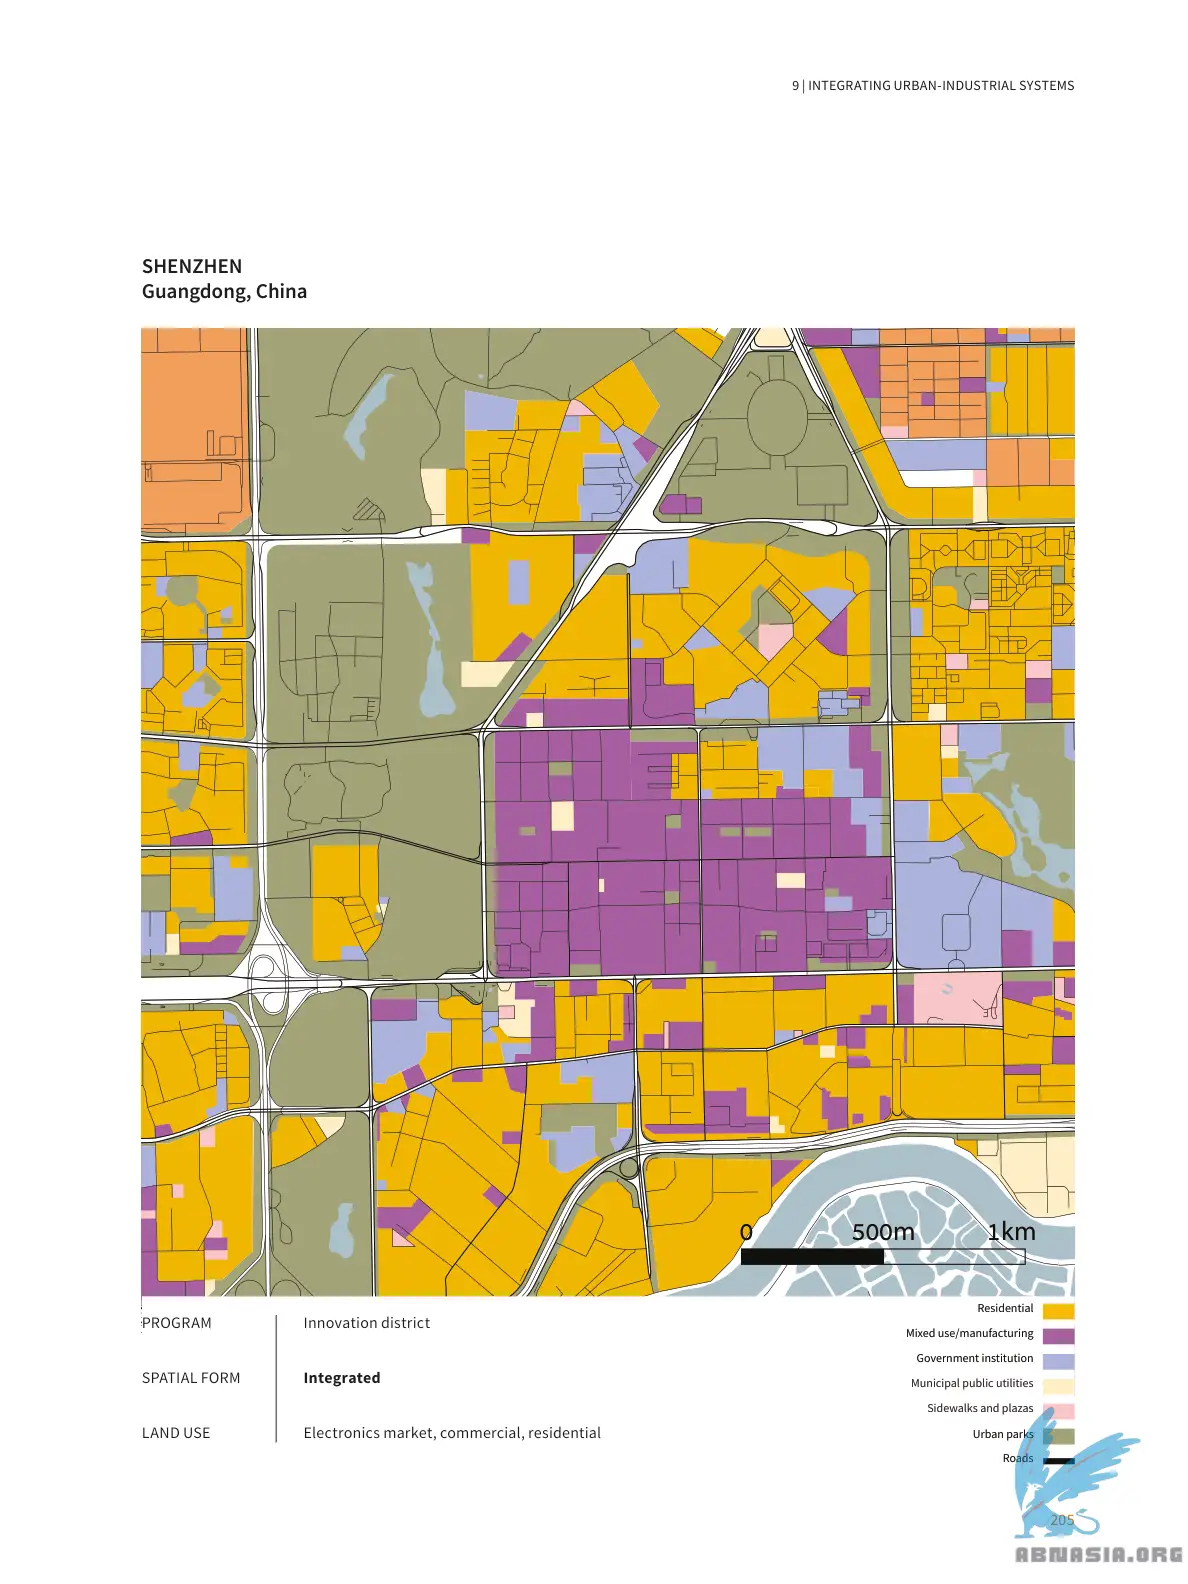 9 | INTEGRATING URBAN-INDUSTRIAL SYSTEMS
SHENZHEN
Guangdong, China
0 500m 1km
PROGRAM Innovation district
SPATIAL FORM Integrated
LAND USE Electronics market, commercial, residential
Residential
Mixed use/manufacturing
Government institution
Municipal public utilities
Sidewalks and plazas
Urban parks
Roads
205
ABNASIA.ORG